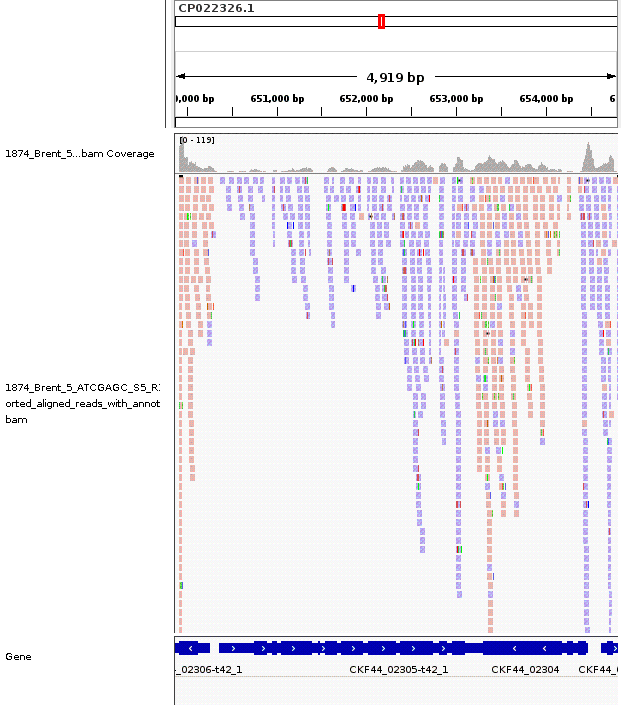 CP022326.1
4,919 bp
),000 bp 651,000 bp 652,000 bp 653,000 bp 654,000 bp 6
[0 - 119]
1874_Brent_5...bam Coverage
1874_Brent_5_ATCGAGC_S5_R:
orted_aligned_reads_with_annot
bam
Gene
-_02306-t42_1 CKF44_02305-t42_1 CKF44_02304 CKF44_(